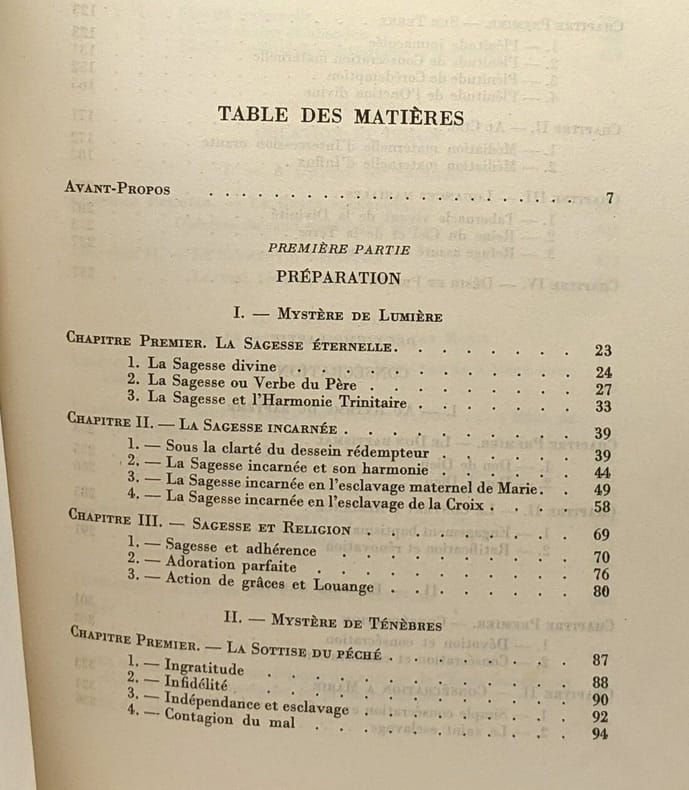 TABLE DES MATIÈRES
AVANT-PROPOS . . . . . . . . . . . . . . . . . . . . 7
PREMIÈRE PARTIE
PRÉPARATION
I. — MYSTÈRE DE LUMIÈRE
CHAPITRE PREMIER. LA SAGESSE ÉTERNELLE. . . . . . . . 23
1. La Sagesse divine . . . . . . . . . . . 24
2. La Sagesse ou Verbe du Père . . . . . . . . 27
3. La Sagesse et l'Harmonie Trinitaire . . . . . . 33
CHAPITRE II. — LA SAGESSE INCARNÉE . . . . . . . . . 39
1. — Sous la clarté du dessein rédempteur . . . . . 39
2. — La Sagesse incarnée et son harmonie . . . . . 44
3. — La Sagesse incarnée en l'esclavage maternel de Marie. . 49
4. — La Sagesse incarnée en l'esclavage de la Croix . . . . 58
CHAPITRE III. — SAGESSE ET RELIGION . . . . . . . . 69
1. — Sagesse et adhérence . . . . . . . . . 70
2. — Adoration parfaite . . . . . . . . . . 76
3. — Action de grâces et Louange . . . . . . . 80
II. — MYSTÈRE DE TÉNÈBRES
CHAPITRE PREMIER. — LA SOTTISE DU PÉCHÉ . . . . . . . 87
1. — Ingratitude . . . . . . . . . . . 88
2. — Infidélité . . . . . . . . . . . 90
3. — Indépendance et esclavage . . . . . . . 92
4. — Contagion du mal . . . . . . . . . 94